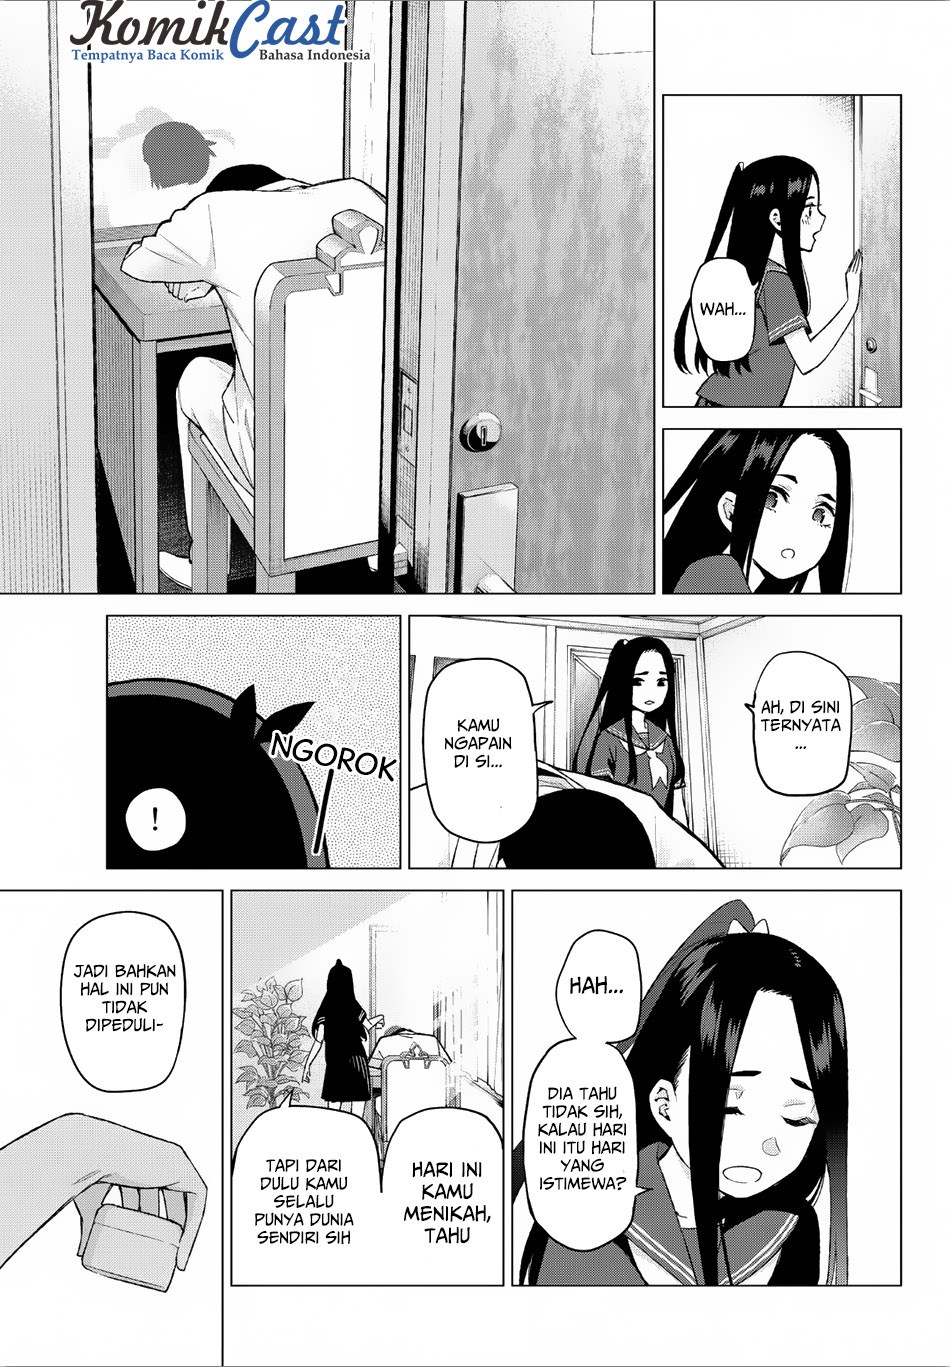 KomikCast
Tempatnya Baca Komik Bahasa Indonesia
WAH...
AH, DI SINI
TERNYATA
...
KAMU
NGAPAIN
DI SI...
NGOROK
!
HAH...
DIA TAHU
TIDAK SIH,
KALAU HARI
INI ITU HARI
YANG
ISTIMEWA?
HARI INI
KAMU
MENIKAH,
TAHU
TAPI DARI
DULU KAMU
SELALU
PUNYA DUNIA
SENDIRI SIH
JADI BAHKAN
HAL INI PUN
TIDAK
DIPEDULI-